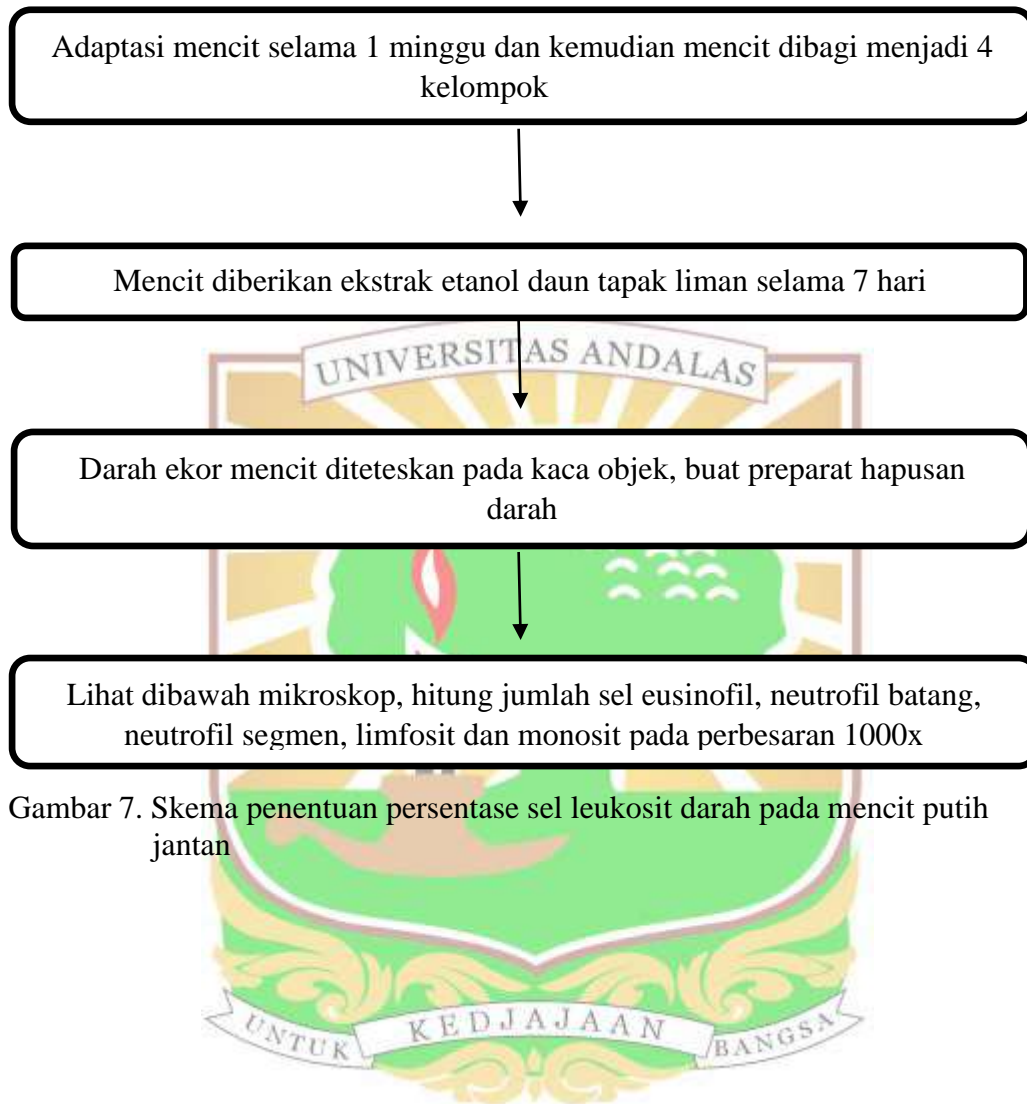 Adaptasi mencit selama 1 minggu dan kemudian mencit dibagi menjadi 4
kelompok
Mencit diberikan ekstrak etanol daun tapak liman selama 7 hari
UNIVERSITAS ANDALAS
Darah ekor mencit diteteskan pada kaca objek, buat preparat hapusan
darah
Lihat dibawah mikroskop, hitung jumlah sel eusinofil, neutrofil batang,
neutrofil segmen, limfosit dan monosit pada perbesaran 1000x
Gambar 7. Skema penentuan persentase sel leukosit darah pada mencit putih
jantan
UNTUK KEDJAJAAN BANGSA